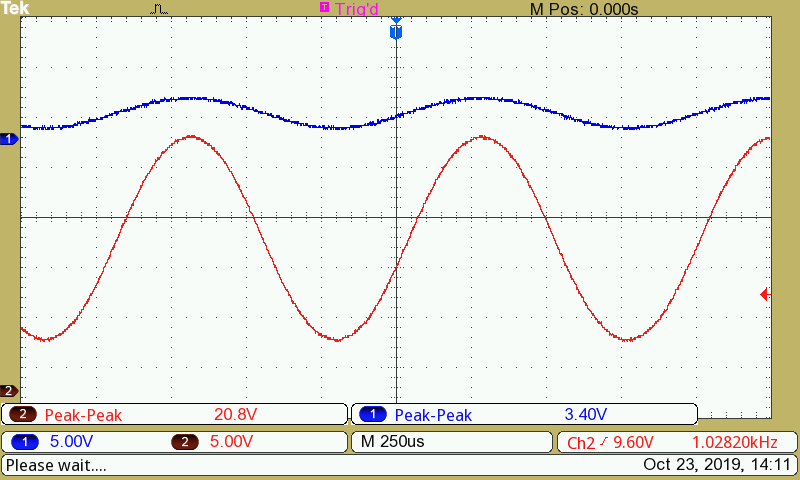 Tek T Trig'd M Pos: 0.000s
T
1
2
2 Peak-Peak 20.8V 1 Peak-Peak 3.40V
1 5.00V 2 5.00V M 250us Ch2 9.60V 1.02820kHz
Please wait.... Oct 23, 2019, 14:11